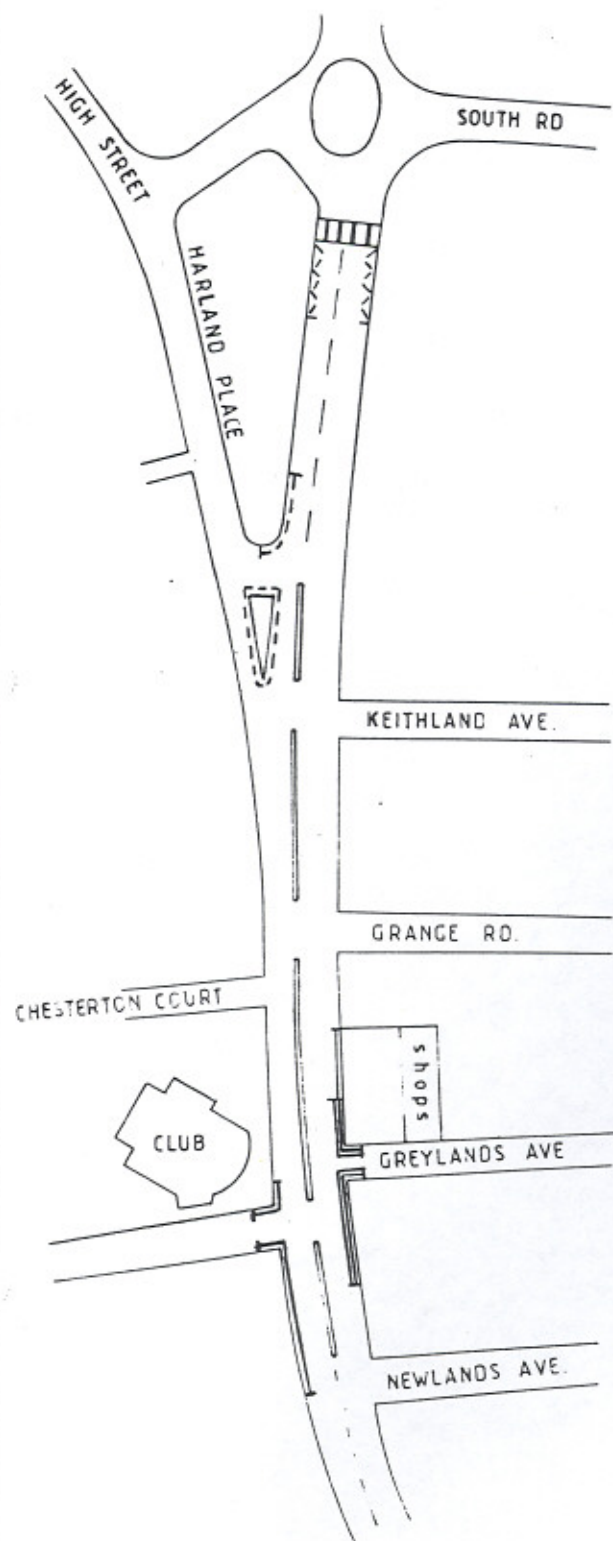 HIGH STREET
SOUTH RD
HARLAND PLACE
KEITHLAND AVE.
GRANGE RD.
CHESTERTON COURT
shops
CLUB
GREYLANDS AVE
NEWLANDS AVE.